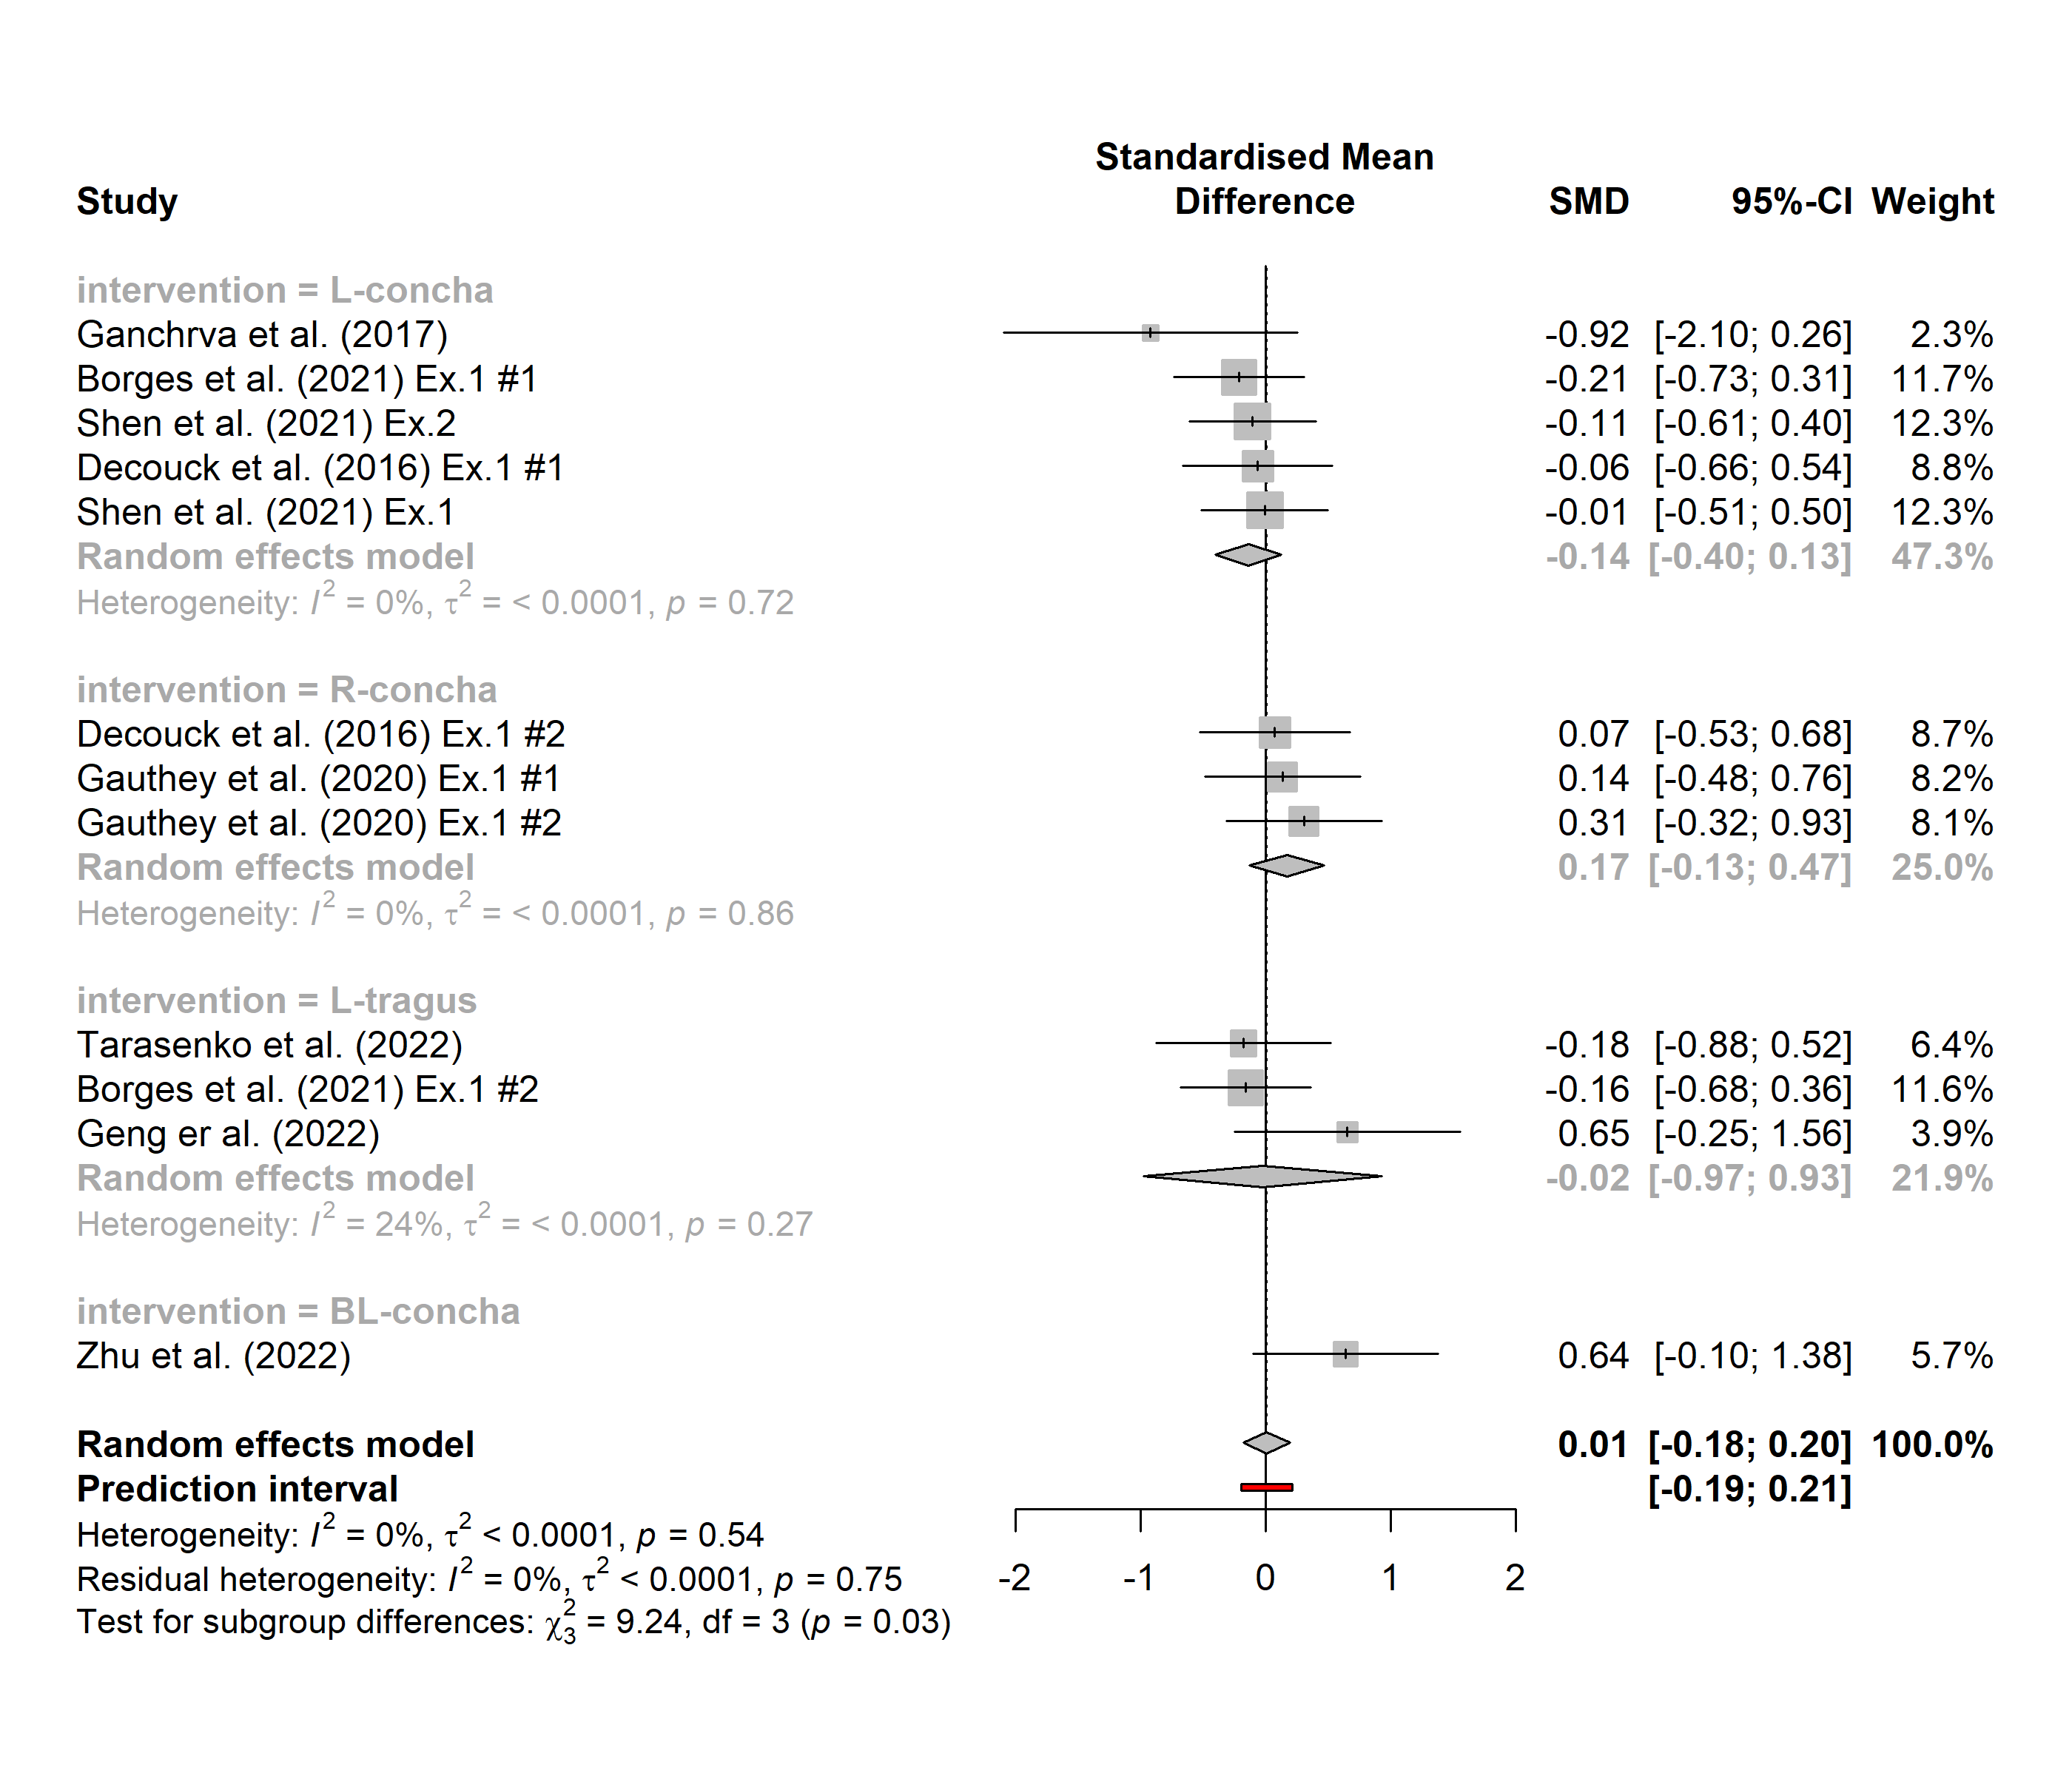 Standardised Mean
Study Difference SMD 95%-CI Weight
intervention = L-concha
Ganchrva et al. (2017) -0.92 [-2.10; 0.26] 2.3%
Borges et al. (2021) Ex.1 #1 -0.21 [-0.73; 0.31] 11.7%
Shen et al. (2021) Ex.2 -0.11 [-0.61; 0.40] 12.3%
Decouck et al. (2016) Ex.1 #1 -0.06 [-0.66; 0.54] 8.8%
Shen et al. (2021) Ex.1 -0.01 [-0.51; 0.50] 12.3%
Random effects model -0.14 [-0.40; 0.13] 47.3%
Heterogeneity: I² = 0%, τ² = < 0.0001, p = 0.72
intervention = R-concha
Decouck et al. (2016) Ex.1 #2 0.07 [-0.53; 0.68] 8.7%
Gauthey et al. (2020) Ex.1 #1 0.14 [-0.48; 0.76] 8.2%
Gauthey et al. (2020) Ex.1 #2 0.31 [-0.32; 0.93] 8.1%
Random effects model 0.17 [-0.13; 0.47] 25.0%
Heterogeneity: I² = 0%, τ² = < 0.0001, p = 0.86
intervention = L-tragus
Tarasenko et al. (2022) -0.18 [-0.88; 0.52] 6.4%
Borges et al. (2021) Ex.1 #2 -0.16 [-0.68; 0.36] 11.6%
Geng er al. (2022) 0.65 [-0.25; 1.56] 3.9%
Random effects model -0.02 [-0.97; 0.93] 21.9%
Heterogeneity: I² = 24%, τ² = < 0.0001, p = 0.27
intervention = BL-concha
Zhu et al. (2022) 0.64 [-0.10; 1.38] 5.7%
Random effects model 0.01 [-0.18; 0.20] 100.0%
Prediction interval [-0.19; 0.21]
Heterogeneity: I² = 0%, τ² < 0.0001, p = 0.54
Residual heterogeneity: I² = 0%, τ² < 0.0001, p = 0.75
-2 -1 0 1 2
Test for subgroup differences: χ²₃ = 9.24, df = 3 (p = 0.03)